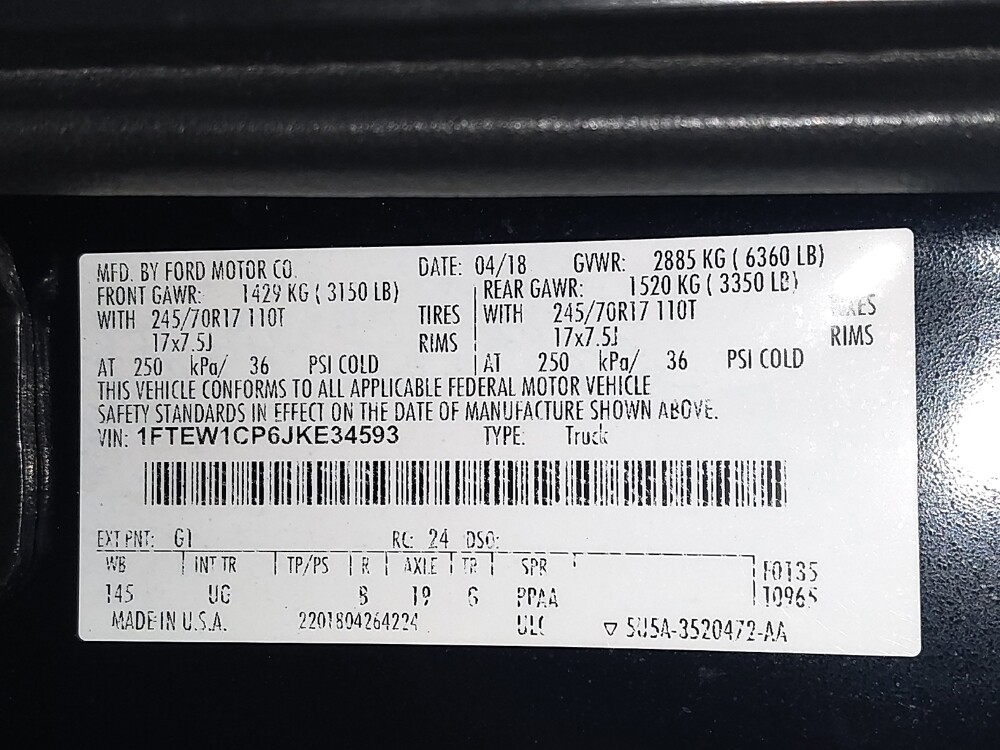 MFD. BY FORD MOTOR CO. DATE: 04/18 GVWR: 2885 KG ( 6360 LB)
FRONT GAWR: 1429 KG ( 3150 LB) REAR GAWR: 1520 KG ( 3350 LB)
WITH 245/70R17 110T TIRES WITH 245/70R17 110T TIRES
17x7.5J RIMS 17x7.5J RIMS
AT 250 kPa/ 36 PSI COLD AT 250 kPa/ 36 PSI COLD
THIS VEHICLE CONFORMS TO ALL APPLICABLE FEDERAL MOTOR VEHICLE
SAFETY STANDARDS IN EFFECT ON THE DATE OF MANUFACTURE SHOWN ABOVE.
VIN: 1FTEW1CP6JKE34593 TYPE: Truck
EXT PNT: G1 RC: 24 DSO:
WB INT TR TP/PS R AXLE TR SPR F0135
145 UG B 19 6 PPAA 10965
MADE IN U.S.A. 2201804264224 ULC ▽ 5U5A-3520472-AA